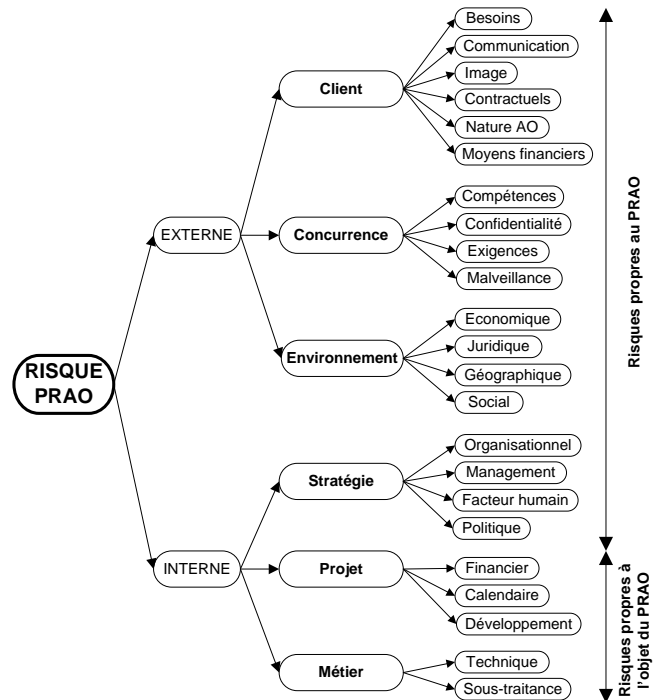 RISQUE
PRAO
EXTERNE
Client
Besoins
Communication
Image
Contractuels
Nature AO
Moyens financiers
Concurrence
Compétences
Confidentialité
Exigences
Malveillance
Environnement
Economique
Juridique
Géographique
Social
INTERNE
Stratégie
Organisationnel
Management
Facteur humain
Politique
Projet
Financier
Calendaire
Développement
Métier
Technique
Sous-traitance
Risques propres au PRAO
Risques propres à
l'objet du PRAO